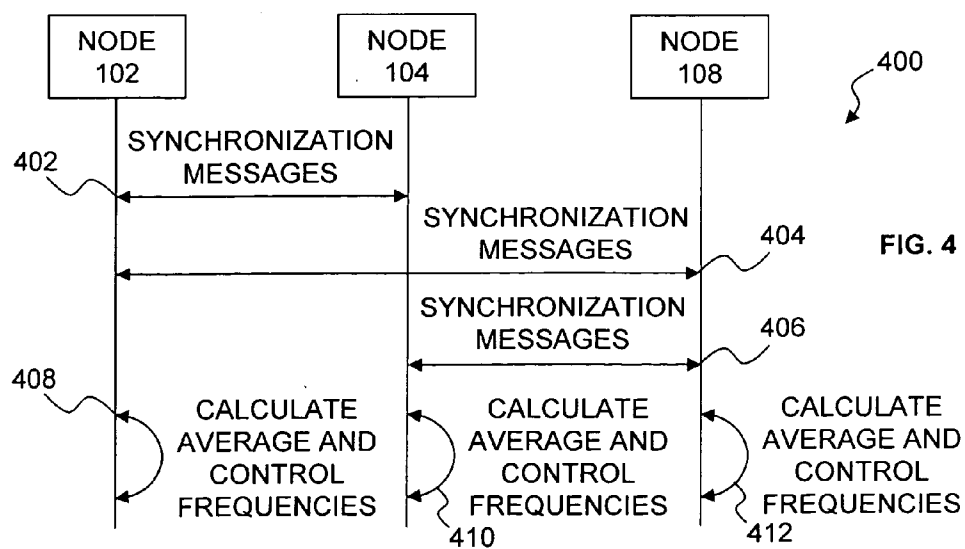 NODE
102
NODE
104
NODE
108
400
SYNCHRONIZATION
MESSAGES
402
SYNCHRONIZATION
MESSAGES
404
FIG. 4
SYNCHRONIZATION
MESSAGES
406
408
CALCULATE
AVERAGE AND
CONTROL
FREQUENCIES
CALCULATE
AVERAGE AND
CONTROL
FREQUENCIES
CALCULATE
AVERAGE AND
CONTROL
FREQUENCIES
410
412